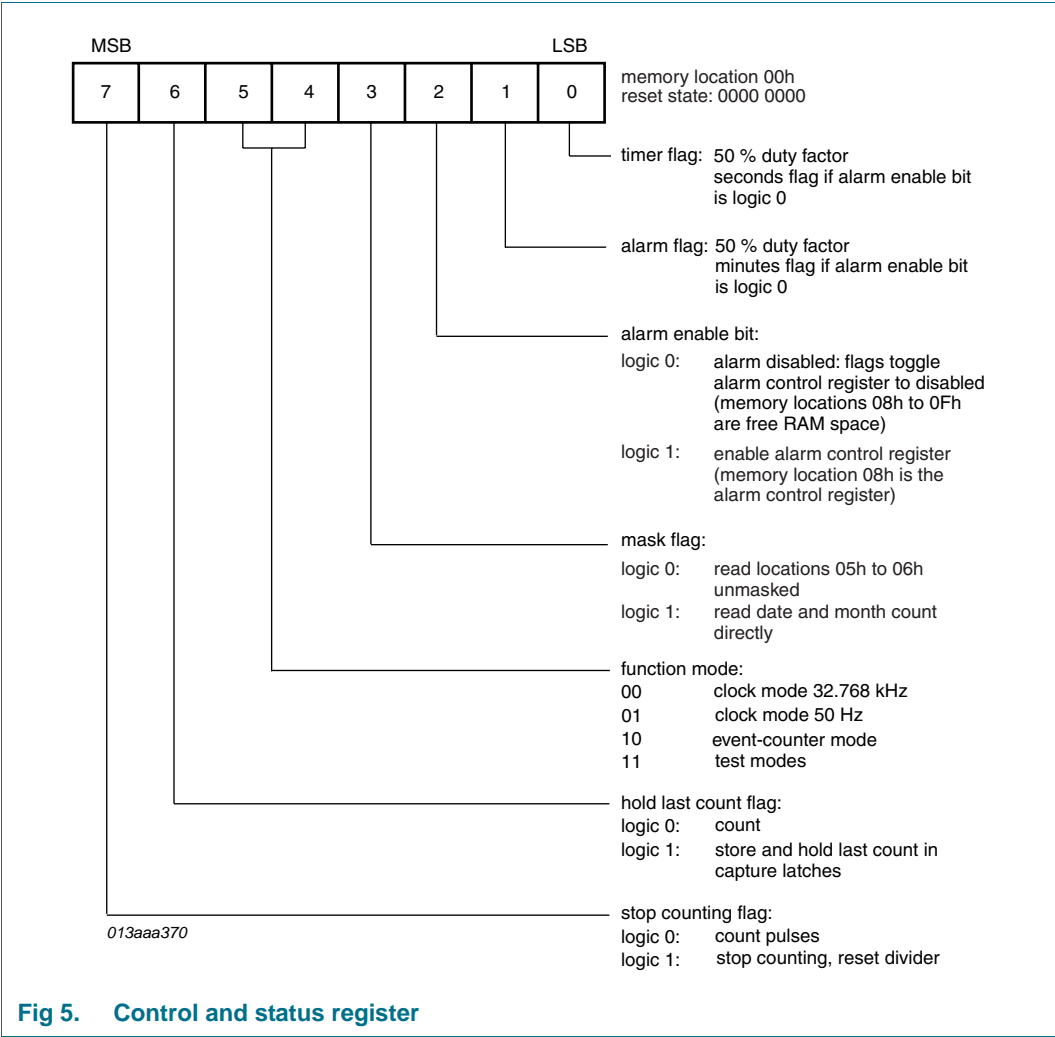 MSB LSB
7 6 5 4 3 2 1 0
memory location 00h
reset state: 0000 0000
timer flag: 50 % duty factor
seconds flag if alarm enable bit
is logic 0
alarm flag: 50 % duty factor
minutes flag if alarm enable bit
is logic 0
alarm enable bit:
logic 0: alarm disabled: flags toggle
alarm control register to disabled
(memory locations 08h to 0Fh
are free RAM space)
logic 1: enable alarm control register
(memory location 08h is the
alarm control register)
mask flag:
logic 0: read locations 05h to 06h
unmasked
logic 1: read date and month count
directly
function mode:
00 clock mode 32.768 kHz
01 clock mode 50 Hz
10 event-counter mode
11 test modes
hold last count flag:
logic 0: count
logic 1: store and hold last count in
capture latches
stop counting flag:
logic 0: count pulses
logic 1: stop counting, reset divider
013aaa370
Fig 5. Control and status register